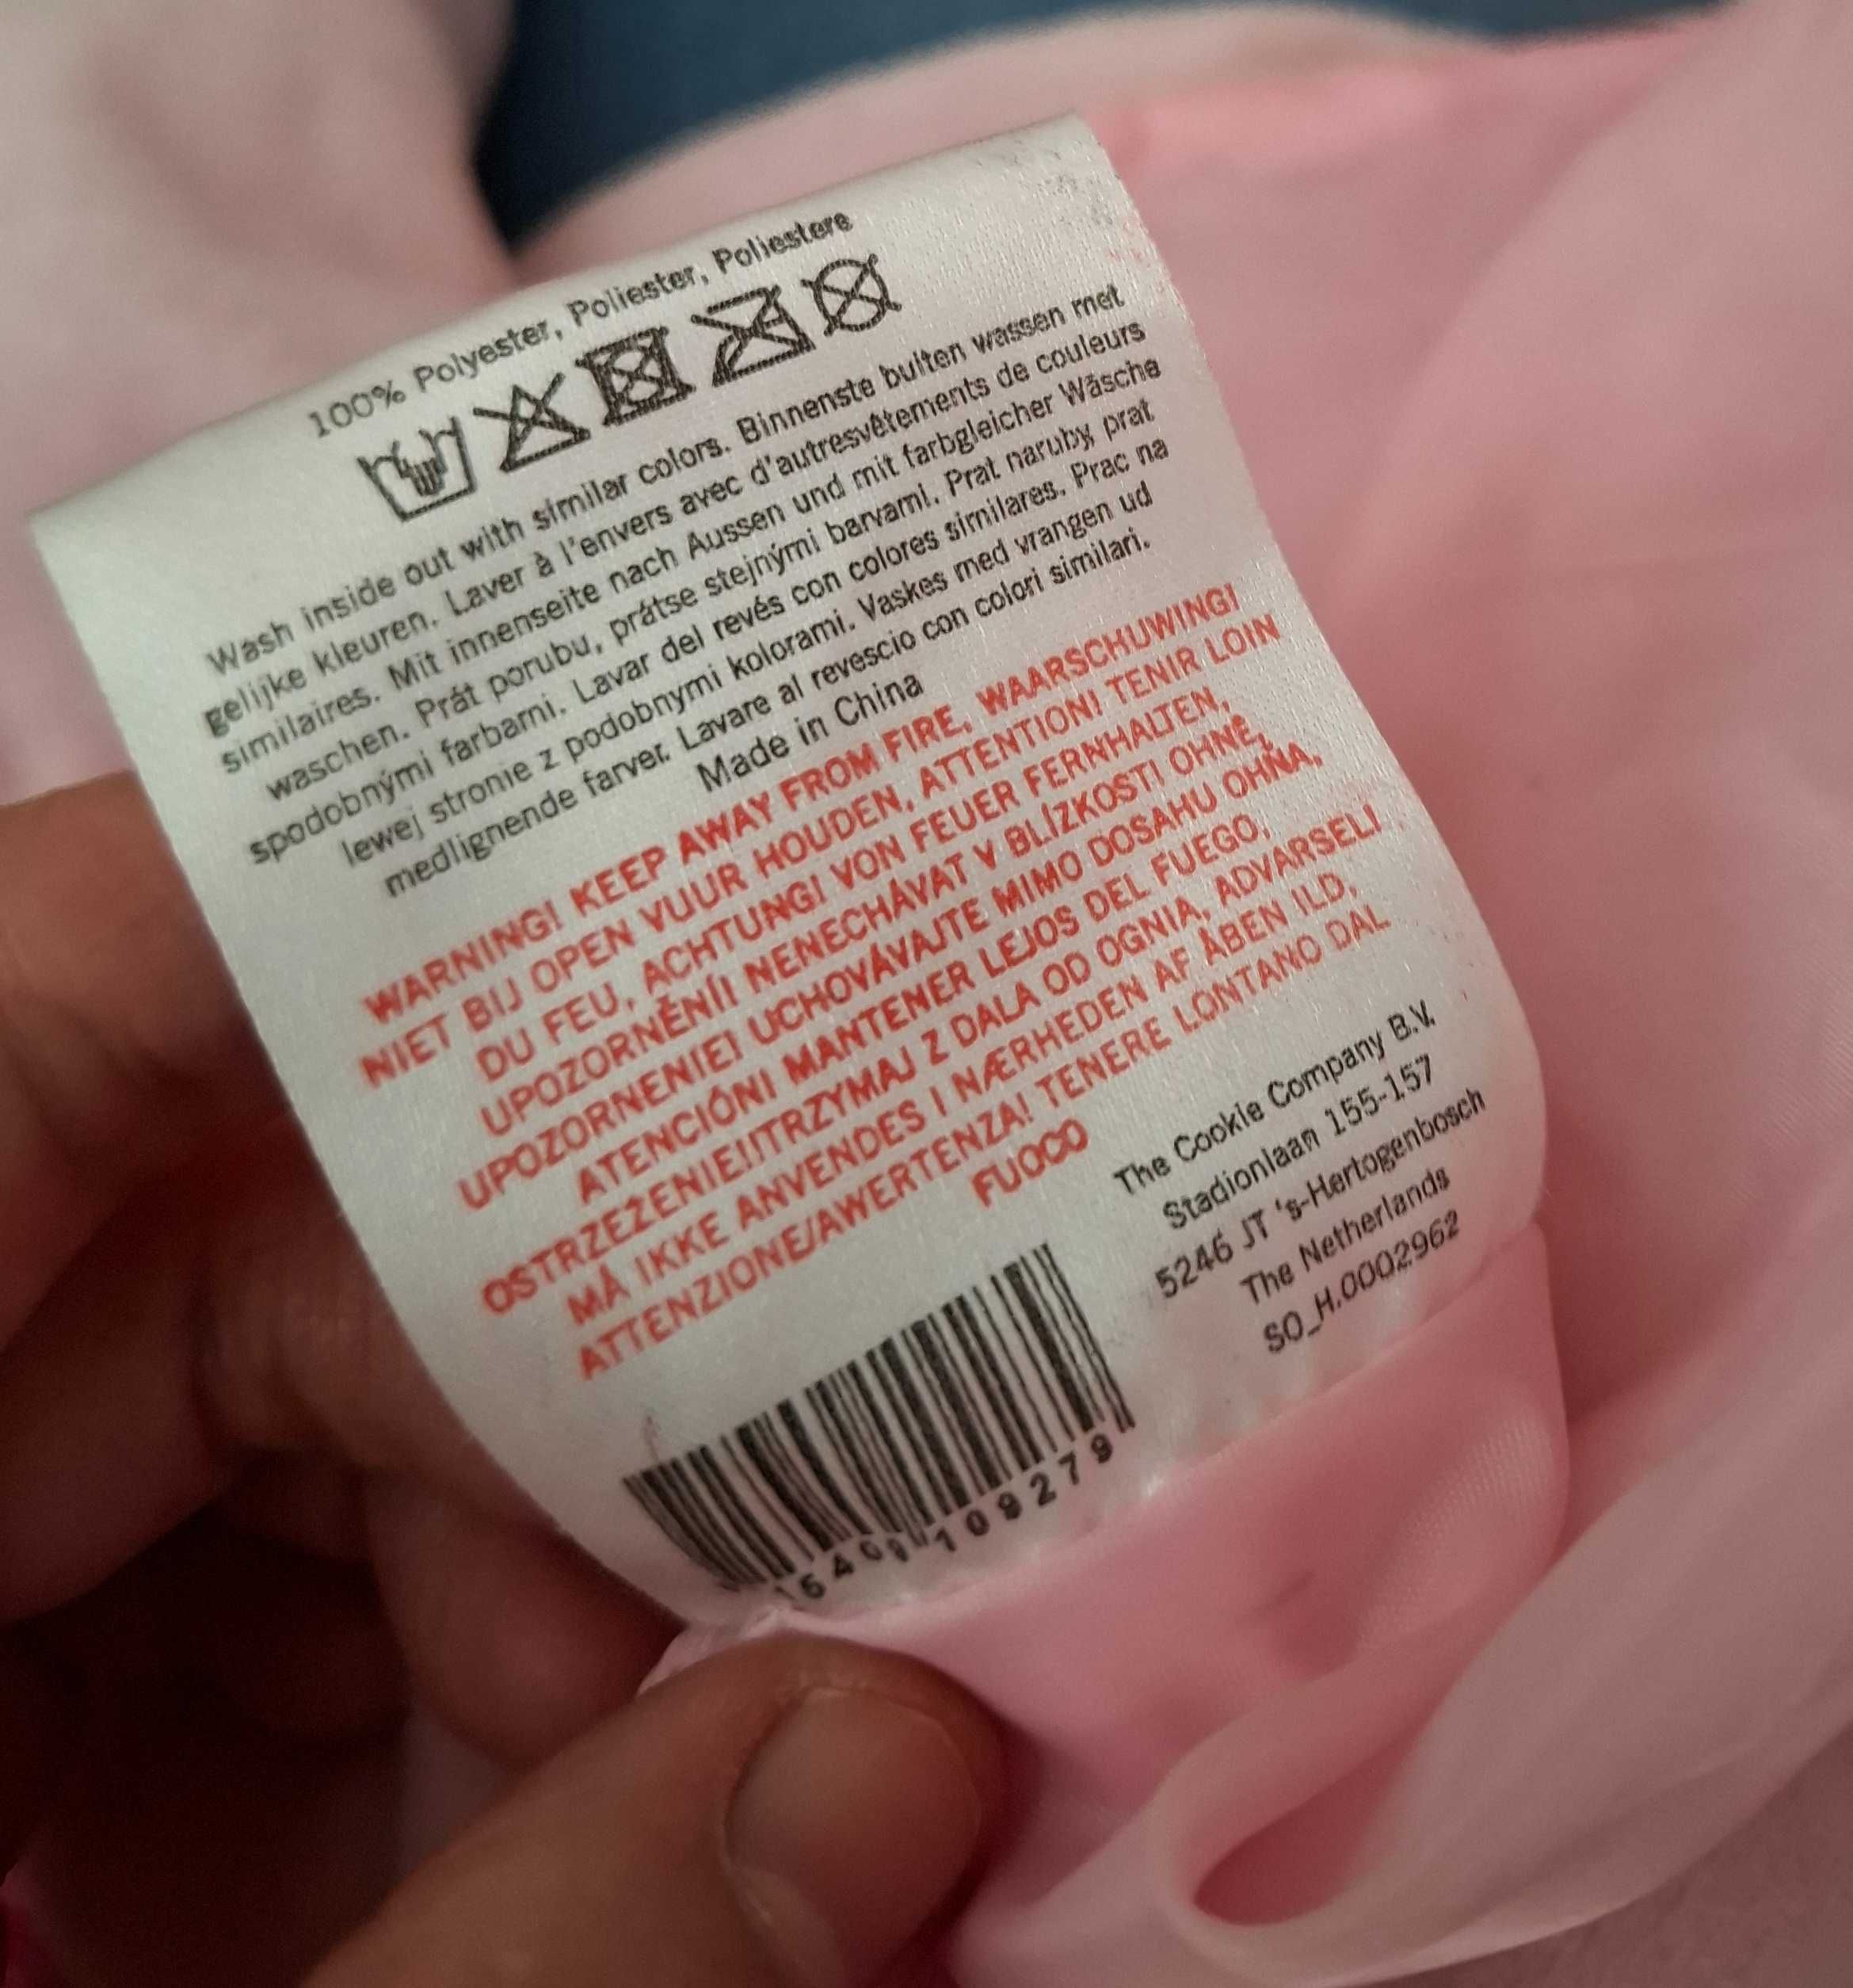 100% Polyester, Poliester, Poliestere
Wash inside out with similar colors. Binnenste buiten wassen met
gelijke kleuren. Laver à l'envers avec d'autresvêtements de couleurs
similaires. Mit innenseite nach Aussen und mit farbgleicher Wäsche
waschen. Prát porubu, prátse stejnými barvami. Prat naruby, prat
spodobnými farbami. Lavar del revés con colores similares. Prac na
lewej stronie z podobnymi kolorami. Vaskes med vrangen ud
medlignende farver. Lavare al revescio con colori similari.
Made in China
WARNING! KEEP AWAY FROM FIRE, WAARSCHUWING!
NIET BIJ OPEN VUUR HOUDEN, ATTENTION! TENIR LOIN
DU FEU, ACHTUNG! VON FEUER FERNHALTEN,
UPOZORNĚNÍ! NENECHÁVAT V BLÍZKOSTI OHNĚ,
UPOZORNENIE! UCHOVÁVAJTE MIMO DOSAHU OHŇA,
ATENCIÓN! MANTENER LEJOS DEL FUEGO,
OSTRZEŻENIE!ITRZYMAJ Z DALA OD OGNIA, ADVARSEL!
MÅ IKKE ANVENDES I NÆRHEDEN AF ÅBEN ILD,
ATTENZIONE/AWERTENZA! TENERE LONTANO DAL
FUOCO
The Cookie Company B.V.
Stadionlaan 155-157
5246 JT 's-Hertogenbosch
The Netherlands
SO_H.0002962
109279